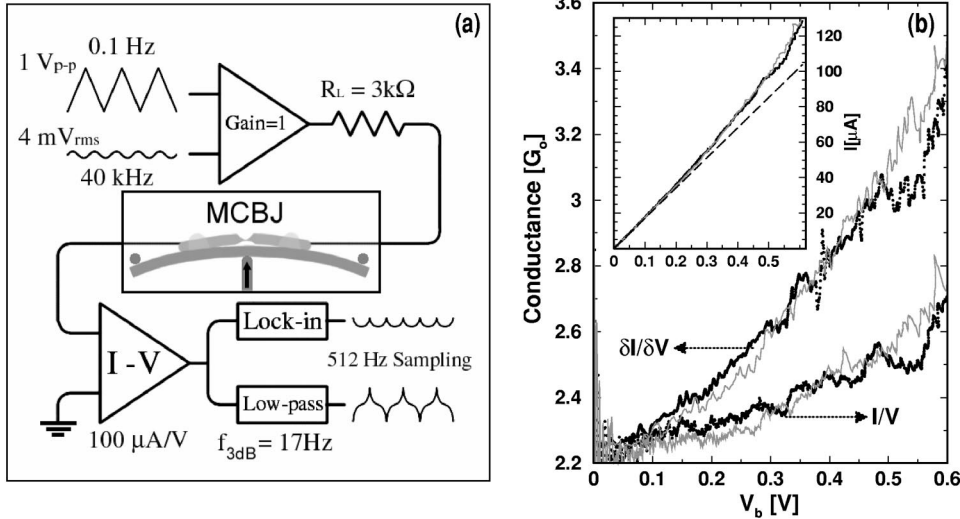 (a)
0.1 Hz
1 Vp-p
RL = 3kΩ
Gain=1
4 mVrms
40 kHz
MCBJ
I -V
Lock-in
512 Hz Sampling
Low-pass
100 μA/V
f3dB= 17Hz
(b)
Conductance [Go]
3.4
3.2
3
2.8
2.6
2.4
2.2
0
0.1
0.2
0.3
0.4
0.5
0.6
Vb [V]
120
100
80
60
40
20
I[μA]
0 0.1 0.2 0.3 0.4 0.5
δI/δV
I/V